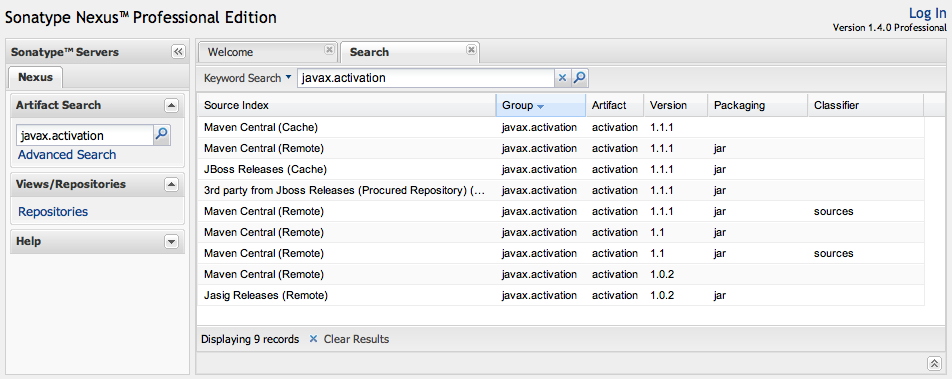 Sonatype Nexus™ Professional Edition
Log In
Version 1.4.0 Professional
Sonatype™ Servers
Nexus
Artifact Search
javax.activation
Advanced Search
Views/Repositories
Repositories
Help
Welcome
Search
Keyword Search javax.activation
Source Index Group Artifact Version Packaging Classifier
Maven Central (Cache) javax.activation activation 1.1.1
Maven Central (Remote) javax.activation activation 1.1.1 jar
JBoss Releases (Cache) javax.activation activation 1.1.1 jar
3rd party from Jboss Releases (Procured Repository) (... javax.activation activation 1.1.1 jar
Maven Central (Remote) javax.activation activation 1.1.1 jar sources
Maven Central (Remote) javax.activation activation 1.1 jar
Maven Central (Remote) javax.activation activation 1.1 jar sources
Maven Central (Remote) javax.activation activation 1.0.2
Jasig Releases (Remote) javax.activation activation 1.0.2 jar
Displaying 9 records Clear Results